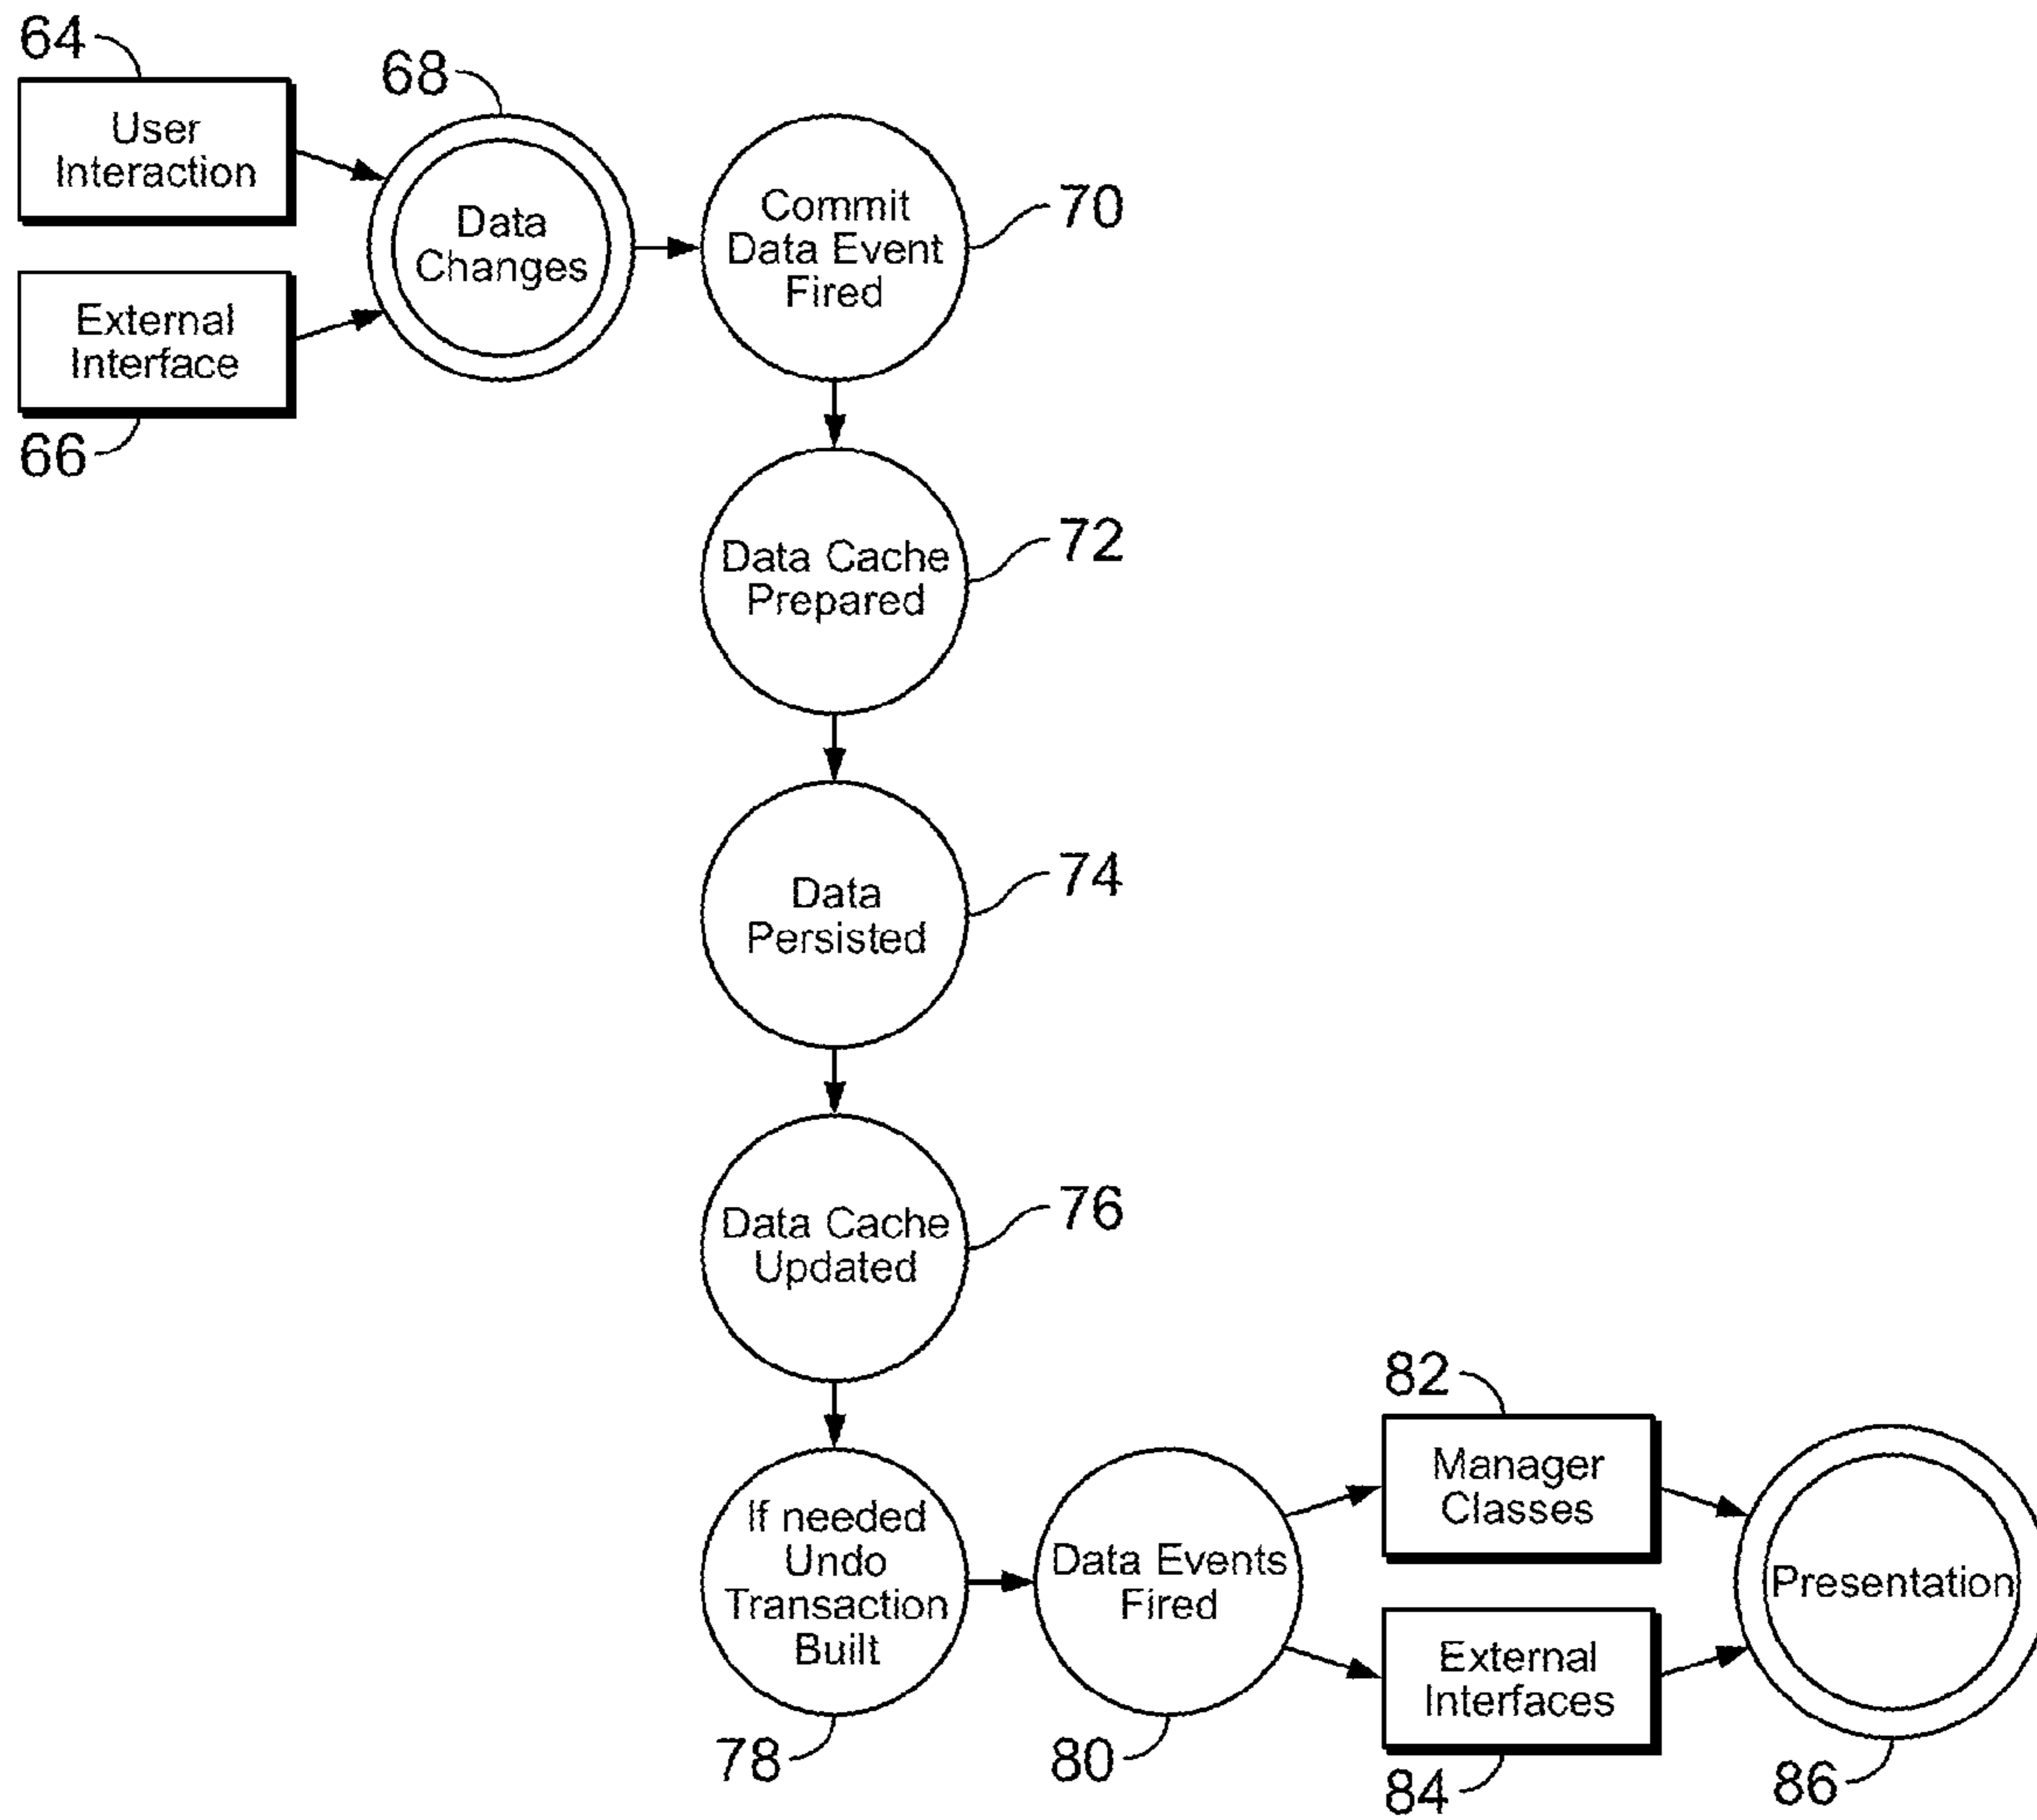 64
User
Interaction
68
Data
Changes
External
Interface
66
Commit
Data Event
Fired
70
Data Cache
Prepared
72
Data
Persisted
74
Data Cache
Updated
76
If needed
Undo
Transaction
Built
78
Data Events
Fired
80
82
Manager
Classes
External
Interfaces
84
Presentation
86